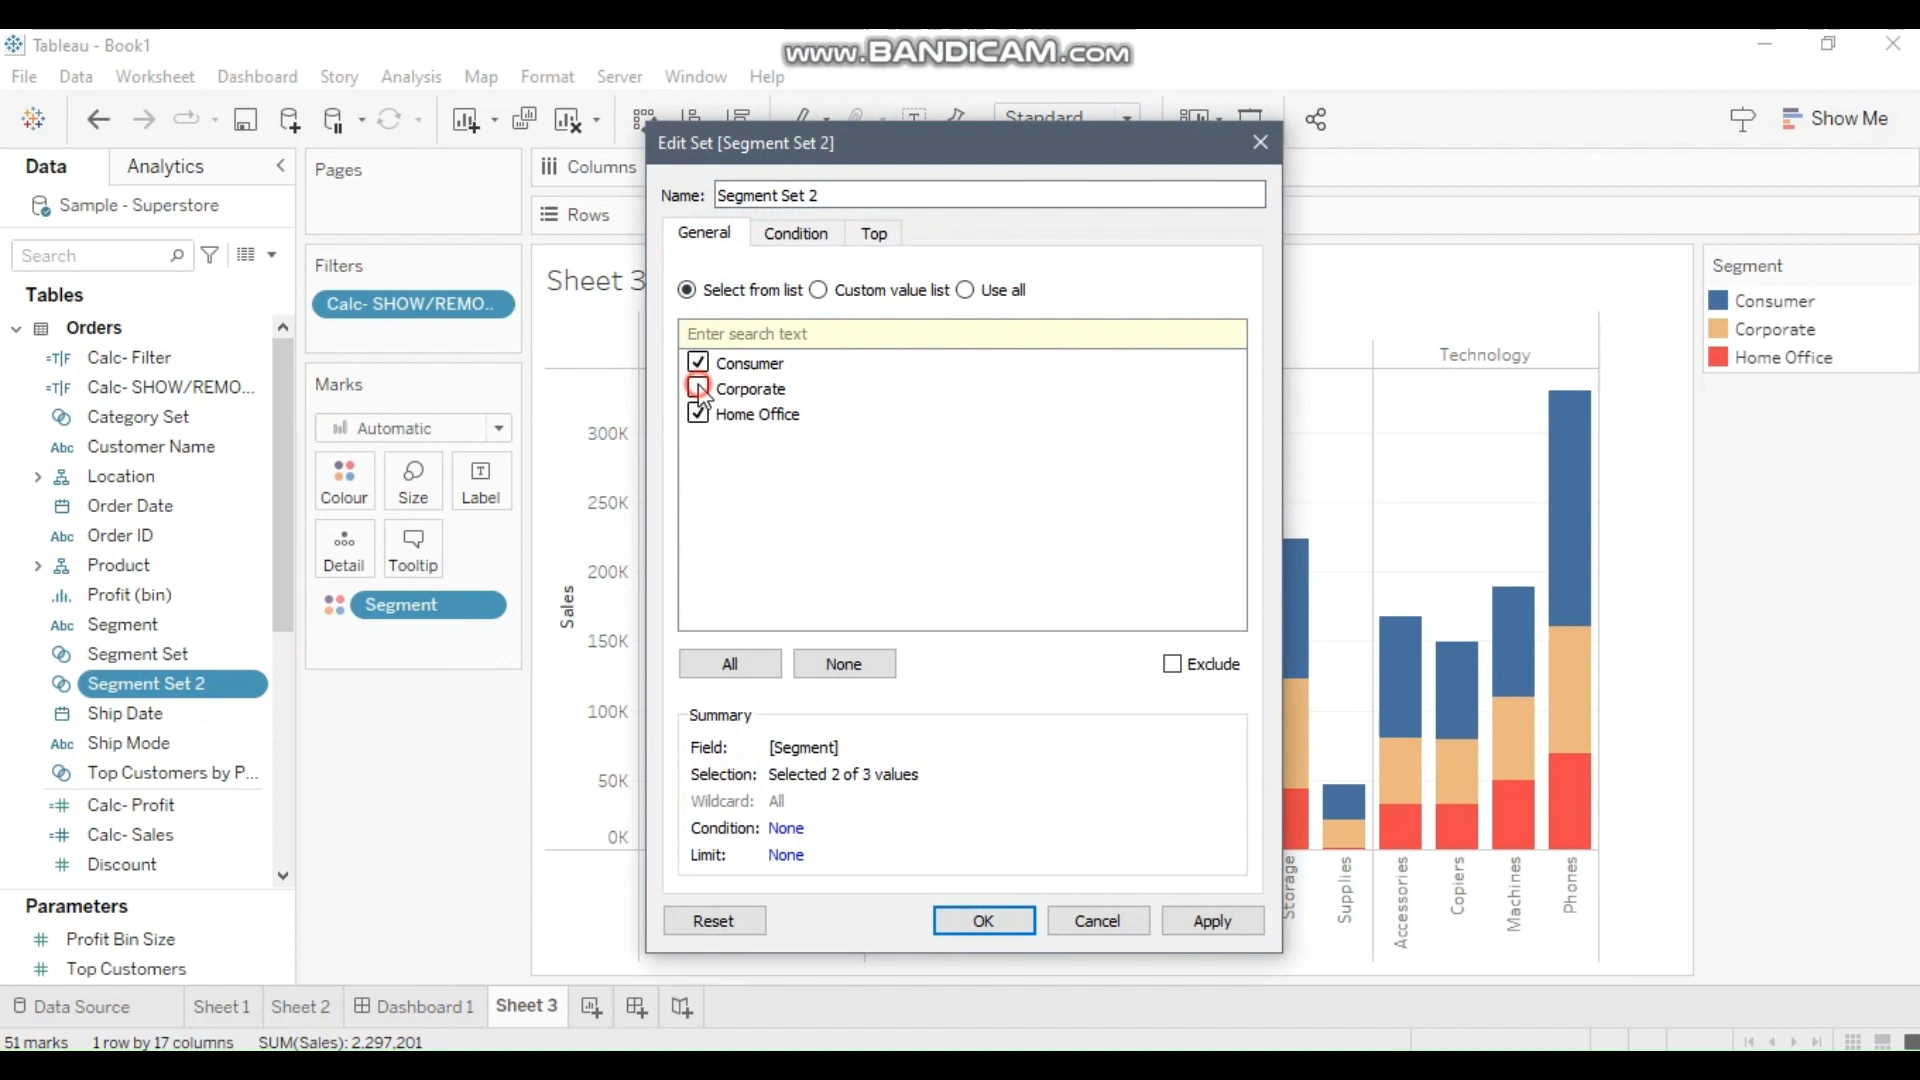 Tableau - Book1
www.BANDICAM.com
File Data Worksheet Dashboard Story Analysis Map Format Server Window Help
Standard
Show Me
Data Analytics
Sample - Superstore
Search
Tables
Orders
=T|F Calc- Filter
=T|F Calc- SHOW/REMO...
Category Set
Abc Customer Name
Location
Order Date
Abc Order ID
Product
Profit (bin)
Abc Segment
Segment Set
Segment Set 2
Ship Date
Abc Ship Mode
Top Customers by P...
=# Calc- Profit
=# Calc- Sales
# Discount
Parameters
# Profit Bin Size
# Top Customers
Pages
Filters
Calc- SHOW/REMO..
Marks
Automatic
Colour Size Label
Detail Tooltip
Segment
Columns
Rows
Sheet 3
Sales
300K
250K
200K
150K
100K
50K
0K
Edit Set [Segment Set 2]
Name: Segment Set 2
General Condition Top
Select from list Custom value list Use all
Enter search text
Consumer
Corporate
Home Office
All None Exclude
Summary
Field: [Segment]
Selection: Selected 2 of 3 values
Wildcard: All
Condition: None
Limit: None
Reset OK Cancel Apply
Technology
Storage
Supplies
Accessories
Copiers
Machines
Phones
Segment
Consumer
Corporate
Home Office
Data Source Sheet 1 Sheet 2 Dashboard 1 Sheet 3
51 marks 1 row by 17 columns SUM(Sales): 2,297,201